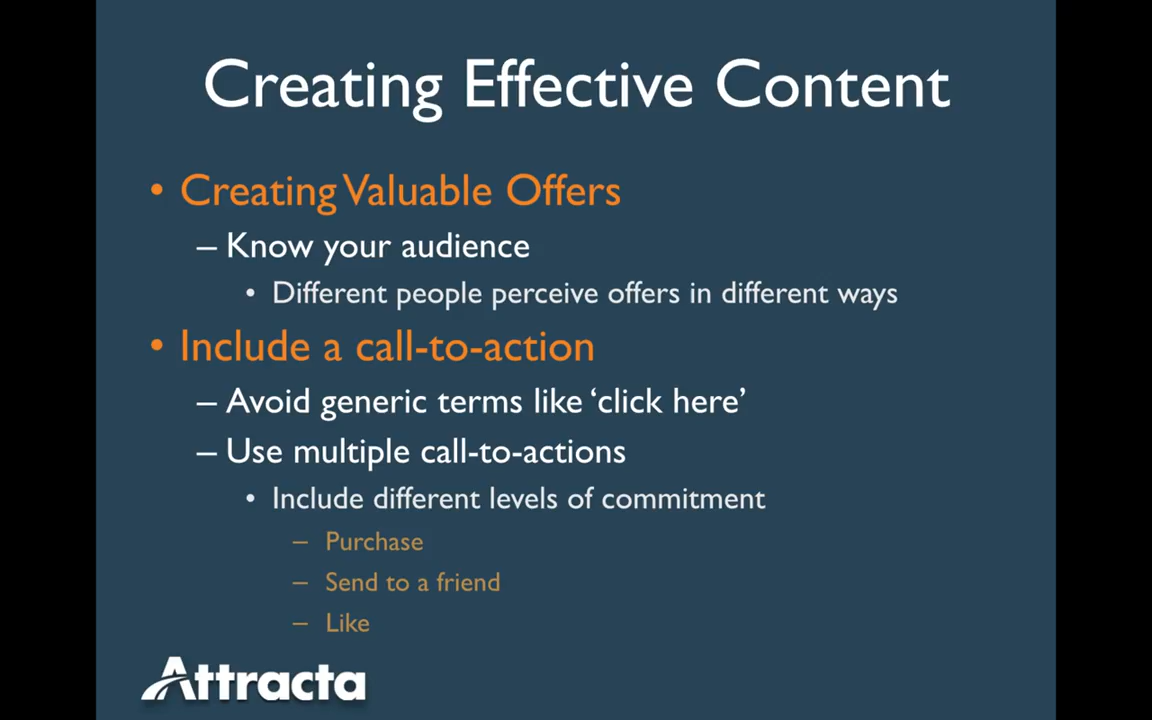 Creating Effective Content
• Creating Valuable Offers
– Know your audience
• Different people perceive offers in different ways
• Include a call-to-action
– Avoid generic terms like ‘click here’
– Use multiple call-to-actions
• Include different levels of commitment
– Purchase
– Send to a friend
– Like
Attracta